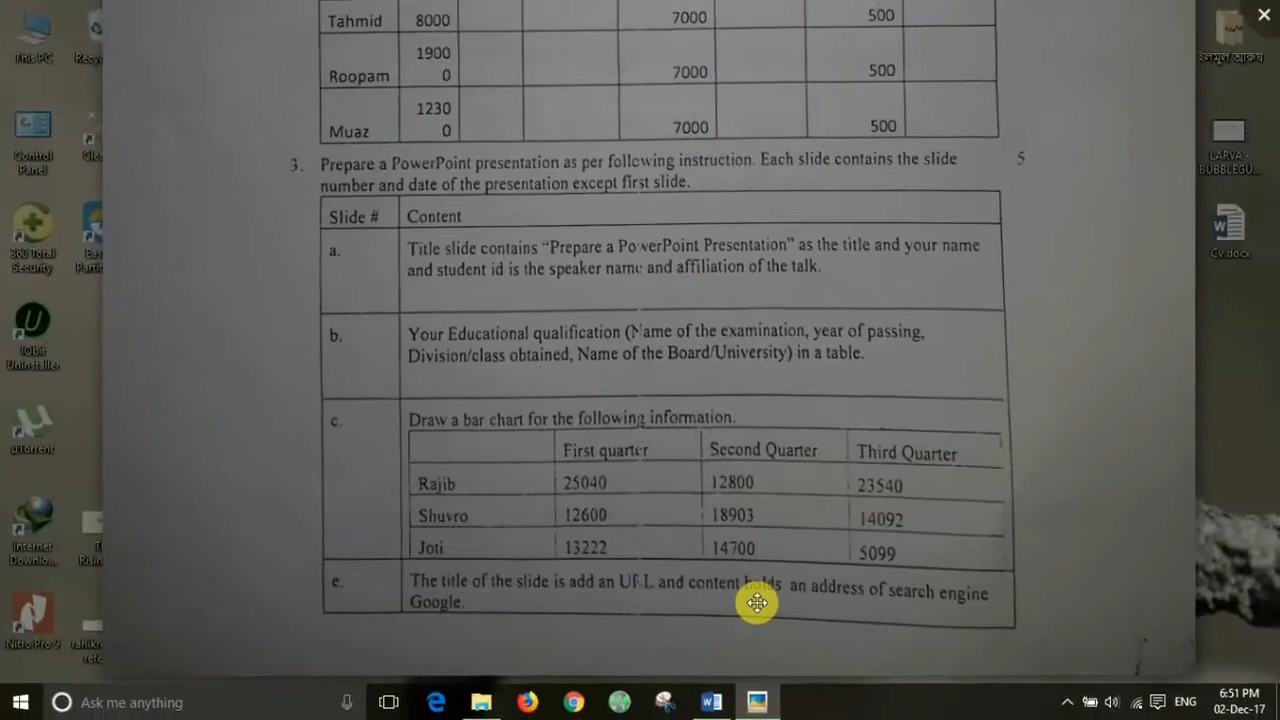 Tahmid 8000 7000 500
1900
Roopam 0 7000 500
1230
Muaz 0 7000 500
3. Prepare a PowerPoint presentation as per following instruction. Each slide contains the slide 5
number and date of the presentation except first slide.
Slide # Content
a. Title slide contains “Prepare a PowerPoint Presentation” as the title and your name
and student id is the speaker name and affiliation of the talk.
b. Your Educational qualification (Name of the examination, year of passing,
Division/class obtained, Name of the Board/University) in a table.
c. Draw a bar chart for the following information.
First quarter Second Quarter Third Quarter
Rajib 25040 12800 23540
Shuvro 12600 18903 14092
Joti 13222 14700 5099
e. The title of the slide is add an URL and content holds an address of search engine
Google.
This PC
Control
Panel
360 Total
Security
IObit
Uninstaller
µTorrent
Internet
Downlo...
Nitro Pro 9
LARVA -
BUBBLEGU...
Cv.docx
Ask me anything
ENG
6:51 PM
02-Dec-17